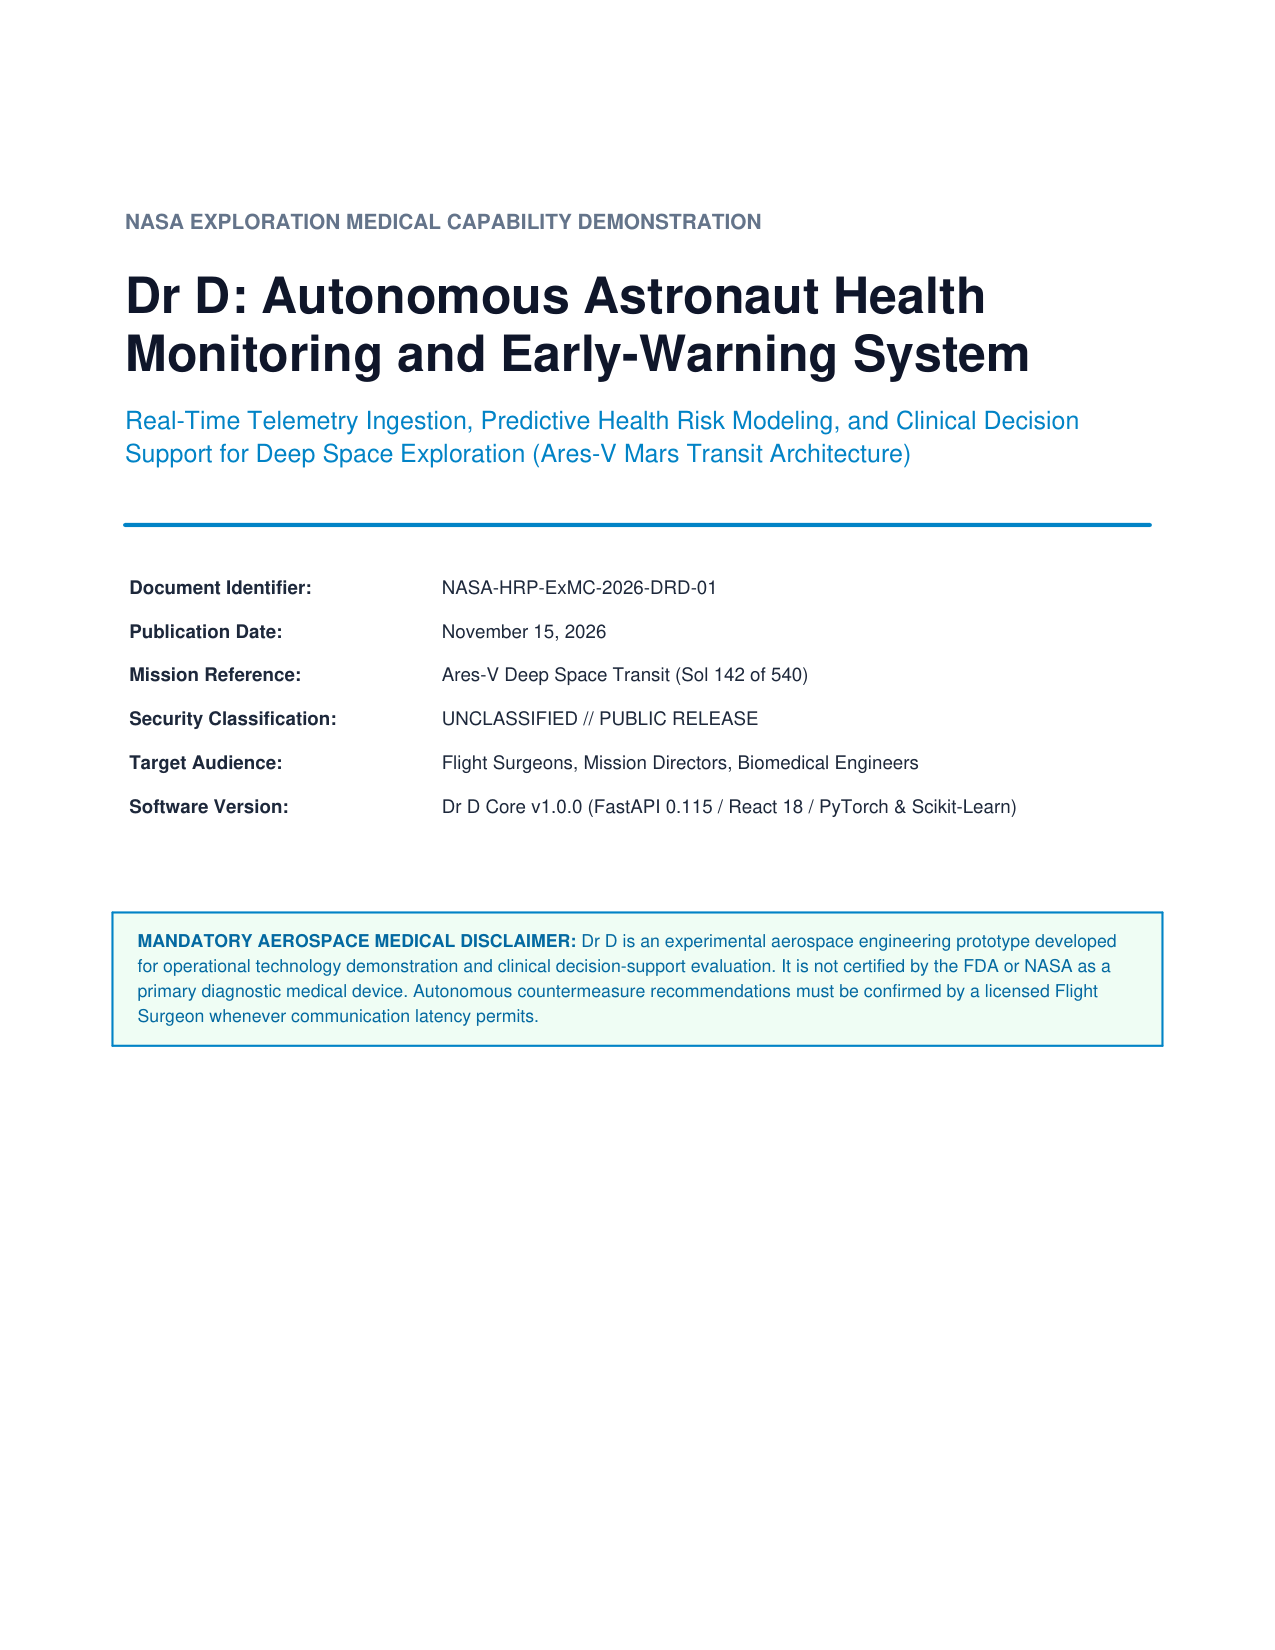 NASA EXPLORATION MEDICAL CAPABILITY DEMONSTRATION
Dr D: Autonomous Astronaut Health
Monitoring and Early-Warning System
Real-Time Telemetry Ingestion, Predictive Health Risk Modeling, and Clinical Decision
Support for Deep Space Exploration (Ares-V Mars Transit Architecture)
Document Identifier: NASA-HRP-ExMC-2026-DRD-01
Publication Date: November 15, 2026
Mission Reference: Ares-V Deep Space Transit (Sol 142 of 540)
Security Classification: UNCLASSIFIED // PUBLIC RELEASE
Target Audience: Flight Surgeons, Mission Directors, Biomedical Engineers
Software Version: Dr D Core v1.0.0 (FastAPI 0.115 / React 18 / PyTorch & Scikit-Learn)
MANDATORY AEROSPACE MEDICAL DISCLAIMER: Dr D is an experimental aerospace engineering prototype developed
for operational technology demonstration and clinical decision-support evaluation. It is not certified by the FDA or NASA as a
primary diagnostic medical device. Autonomous countermeasure recommendations must be confirmed by a licensed Flight
Surgeon whenever communication latency permits.